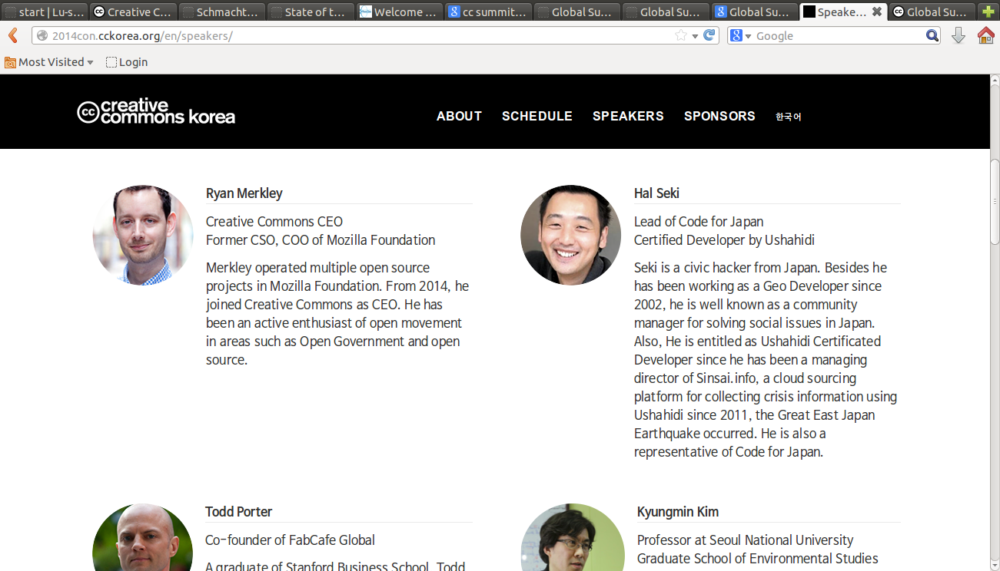 start | Lu-s...
Creative C...
Schmacht...
State of t...
Welcome ...
cc summit...
Global Su...
Global Su...
Global Su...
Speake...
Global Su...
2014con.cckorea.org/en/speakers/
Google
Most Visited
Login
cc creative
commons korea
ABOUT
SCHEDULE
SPEAKERS
SPONSORS
한국어
Ryan Merkley
Creative Commons CEO
Former CSO, COO of Mozilla Foundation
Merkley operated multiple open source
projects in Mozilla Foundation. From 2014, he
joined Creative Commons as CEO. He has
been an active enthusiast of open movement
in areas such as Open Government and open
source.
Hal Seki
Lead of Code for Japan
Certified Developer by Ushahidi
Seki is a civic hacker from Japan. Besides he
has been working as a Geo Developer since
2002, he is well known as a community
manager for solving social issues in Japan.
Also, He is entitled as Ushahidi Certificated
Developer since he has been a managing
director of Sinsai.info, a cloud sourcing
platform for collecting crisis information using
Ushahidi since 2011, the Great East Japan
Earthquake occurred. He is also a
representative of Code for Japan.
Todd Porter
Co-founder of FabCafe Global
A graduate of Stanford Business School, Todd
Kyungmin Kim
Professor at Seoul National University
Graduate School of Environmental Studies